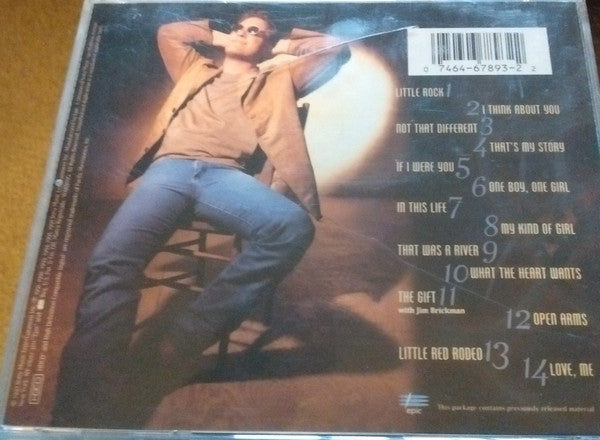 0 7464-67893-2 2
LITTLE ROCK 1
2 I THINK ABOUT YOU
NOT THAT DIFFERENT 3
4 THAT'S MY STORY
IF I WERE YOU 5
6 ONE BOY, ONE GIRL
IN THIS LIFE 7
8 MY KIND OF GIRL
THAT WAS A RIVER 9
10 WHAT THE HEART WANTS
THE GIFT 11
with Jim Brickman
12 OPEN ARMS
LITTLE RED RODEO 13
14 LOVE, ME
epic
This package contains previously released material